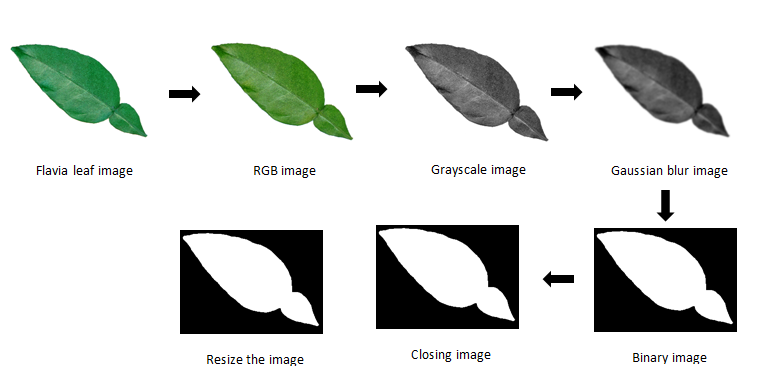 Flavia leaf image
RGB image
Grayscale image
Gaussian blur image
Resize the image
Closing image
Binary image